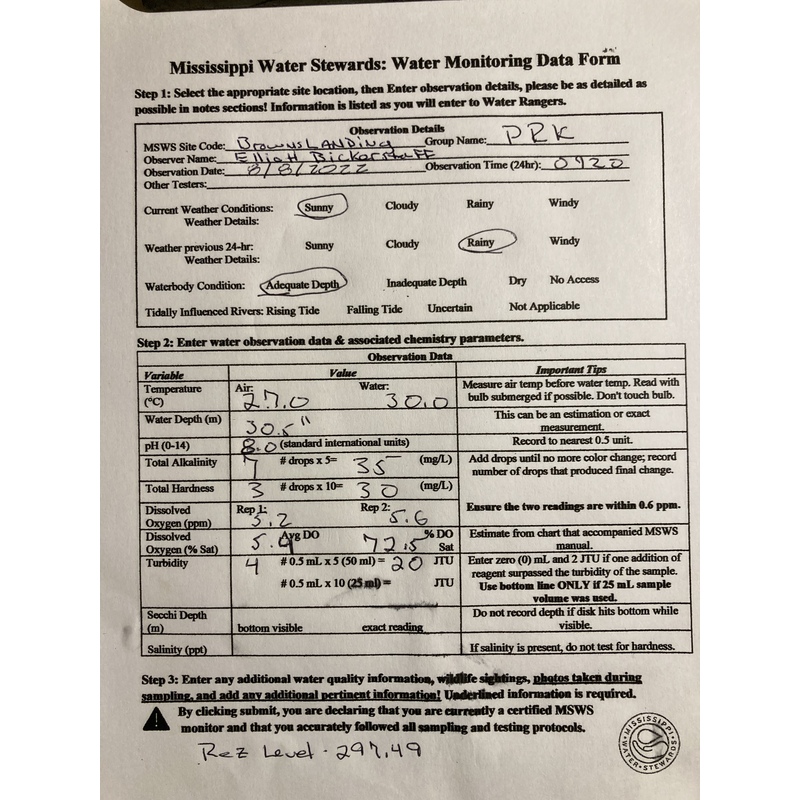 Mississippi Water Stewards: Water Monitoring Data Form
Step 1: Select the appropriate site location, then Enter observation details, please be as detailed as
possible in notes sections! Information is listed as you will enter to Water Rangers.
Observation Details
MSWS Site Code: BrownsLANDing Group Name: PRK
Observer Name: Elliott Bickerstaff
Observation Date: 8/8/2022 Observation Time (24hr): 0920
Other Testers:
Current Weather Conditions: Sunny Cloudy Rainy Windy
Weather Details:
Weather previous 24-hr: Sunny Cloudy Rainy Windy
Weather Details:
Waterbody Condition: Adequate Depth Inadequate Depth Dry No Access
Tidally Influenced Rivers: Rising Tide Falling Tide Uncertain Not Applicable
Step 2: Enter water observation data & associated chemistry parameters.
Observation Data
Variable Value Important Tips
Temperature Air: Water: Measure air temp before water temp. Read with
(°C) 27.0 30.0 bulb submerged if possible. Don't touch bulb.
Water Depth (m) 30.5" This can be an estimation or exact
measurement.
pH (0-14) 8.0 (standard international units) Record to nearest 0.5 unit.
Total Alkalinity 7 # drops x 5= 35 (mg/L) Add drops until no more color change; record
number of drops that produced final change.
Total Hardness 3 # drops x 10= 30 (mg/L)
Dissolved Rep 1: Rep 2: Ensure the two readings are within 0.6 ppm.
Oxygen (ppm) 5.2 5.6
Dissolved 5.4 Avg DO 72.5 % DO Estimate from chart that accompanied MSWS
Oxygen (% Sat) Sat manual.
Turbidity 4 # 0.5 mL x 5 (50 ml) = 20 JTU Enter zero (0) mL and 2 JTU if one addition of
reagent surpassed the turbidity of the sample.
# 0.5 mL x 10 (25 ml) = JTU Use bottom line ONLY if 25 mL sample
volume was used.
Secchi Depth Do not record depth if disk hits bottom while
(m) bottom visible exact reading visible.
Salinity (ppt) If salinity is present, do not test for hardness.
Step 3: Enter any additional water quality information, wildlife sightings, photos taken during
sampling, and add any additional pertinent information! Underlined information is required.
By clicking submit, you are declaring that you are currently a certified MSWS
monitor and that you accurately followed all sampling and testing protocols.
Rez Level - 297.49
MISSISSIPPI
WATER STEWARDS